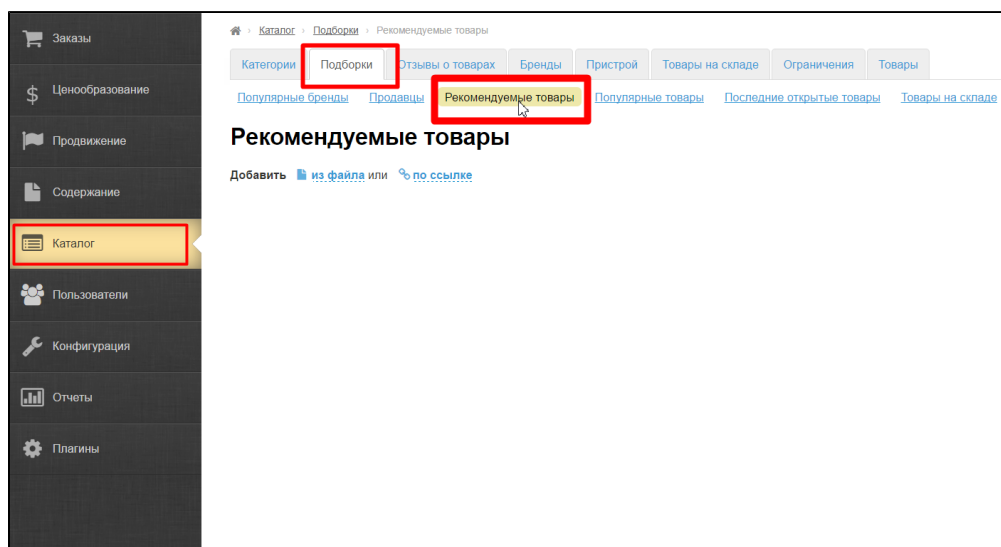 Заказы
Ценообразование
Продвижение
Содержание
Каталог
Пользователи
Конфигурация
Отчеты
Плагины
Каталог › Подборки › Рекомендуемые товары
Категории Подборки Отзывы о товарах Бренды Пристрой Товары на складе Ограничения Товары
Популярные бренды Продавцы Рекомендуемые товары Популярные товары Последние открытые товары Товары на складе
Рекомендуемые товары
Добавить из файла или по ссылке